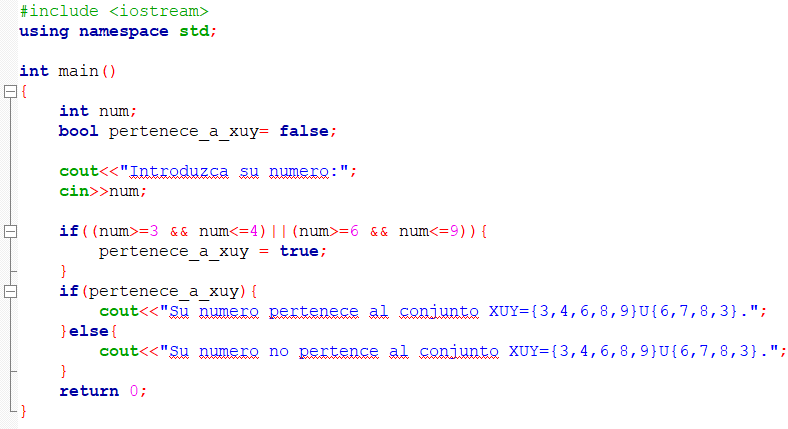 #include <iostream>
using namespace std;
int main()
{
int num;
bool pertenece_a_xuy= false;
cout<<"Introduzca su numero:";
cin>>num;
if((num>=3 && num<=4)||(num>=6 && num<=9)){
pertenece_a_xuy = true;
}
if(pertenece_a_xuy){
cout<<"Su numero pertenece al conjunto XUY={3,4,6,8,9}U{6,7,8,3}.";
}else{
cout<<"Su numero no pertence al conjunto XUY={3,4,6,8,9}U{6,7,8,3}.";
}
return 0;
}